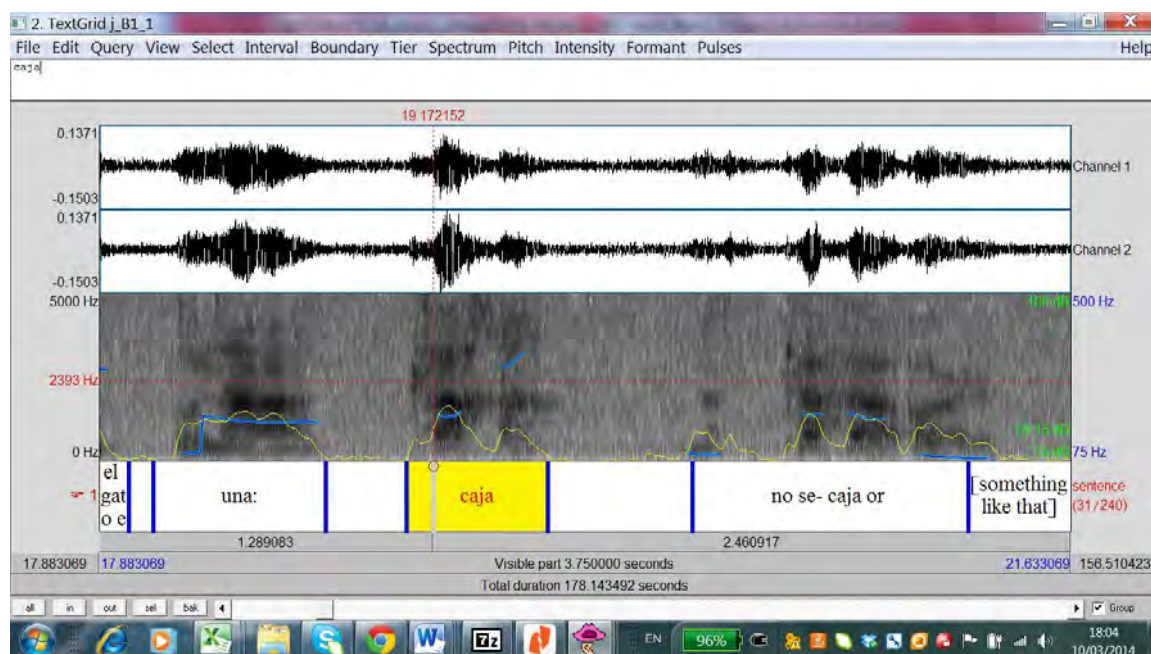 2. TextGrid j_B1_1
File Edit Query View Select Interval Boundary Tier Spectrum Pitch Intensity Formant Pulses Help
caja
19.172152
0.1371
Channel 1
-0.1503
0.1371
Channel 2
-0.1503
5000 Hz
500 Hz
2393 Hz
0 Hz
75 Hz
el
gat
o e
una:
caja
no se- caja or
[something
like that]
1
sentence
(31/240)
1.289083
2.460917
17.883069
17.883069
Visible part 3.750000 seconds
21.633069
156.510423
Total duration 178.143492 seconds
all in out sel bak Group
EN
96%
18:04
10/03/2014